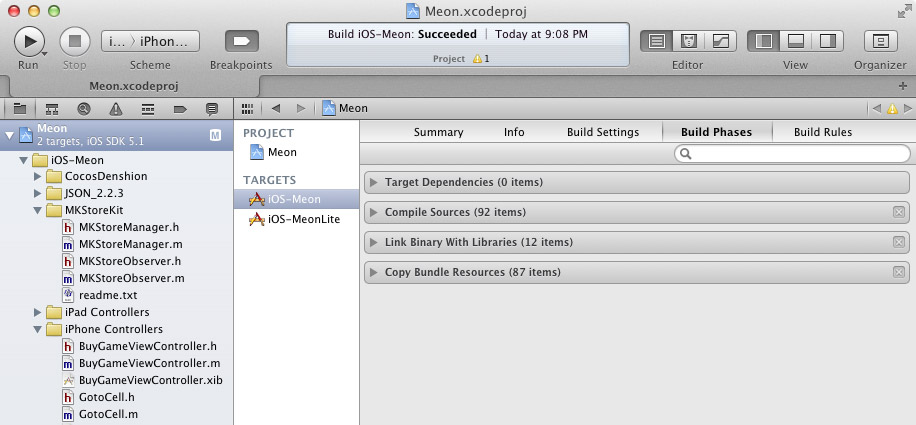 Meon.xcodeproj
i... iPhon...
Build iOS-Meon: Succeeded | Today at 9:08 PM
Project 1
Run Stop Scheme Breakpoints Editor View Organizer
Meon.xcodeproj
Meon
2 targets, iOS SDK 5.1
M
iOS-Meon
CocosDenshion
JSON_2.2.3
MKStoreKit
h MKStoreManager.h
m MKStoreManager.m
h MKStoreObserver.h
m MKStoreObserver.m
readme.txt
iPad Controllers
iPhone Controllers
h BuyGameViewController.h
m BuyGameViewController.m
BuyGameViewController.xib
h GotoCell.h
m GotoCell.m
Meon
PROJECT
Meon
TARGETS
iOS-Meon
iOS-MeonLite
Summary Info Build Settings Build Phases Build Rules
Target Dependencies (0 items)
Compile Sources (92 items)
Link Binary With Libraries (12 items)
Copy Bundle Resources (87 items)